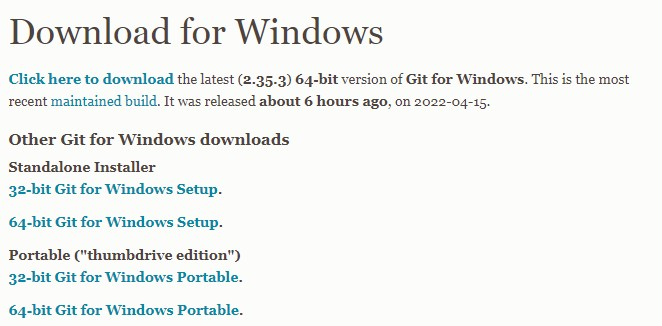 Download for Windows
Click here to download the latest (2.35.3) 64-bit version of Git for Windows. This is the most
recent maintained build. It was released about 6 hours ago, on 2022-04-15.
Other Git for Windows downloads
Standalone Installer
32-bit Git for Windows Setup.
64-bit Git for Windows Setup.
Portable ("thumbdrive edition")
32-bit Git for Windows Portable.
64-bit Git for Windows Portable.